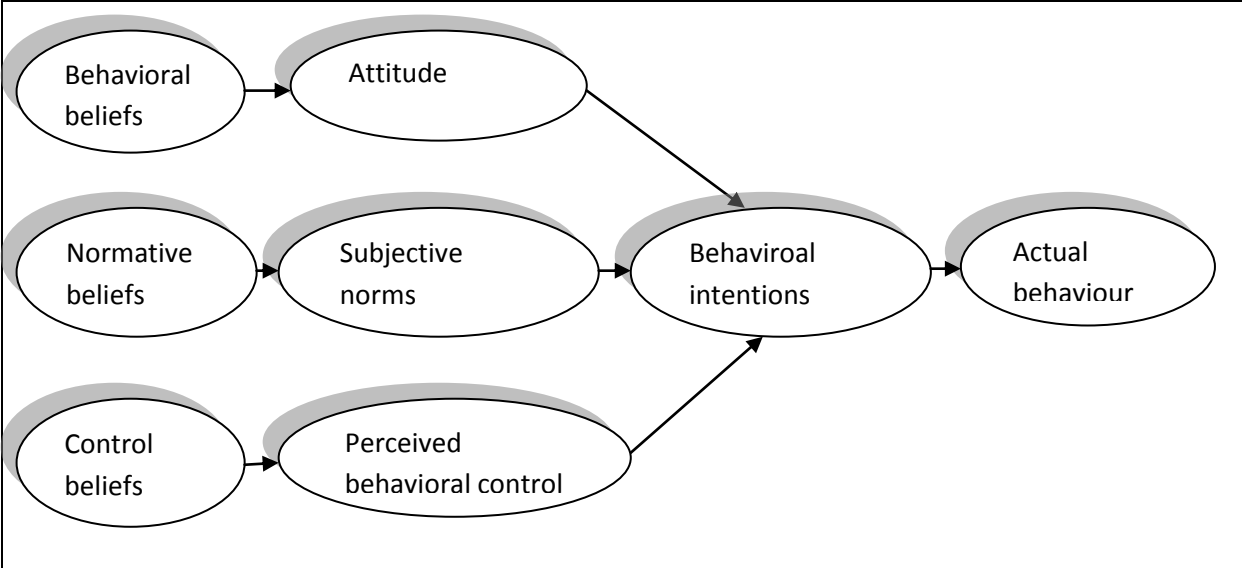 Behavioral
beliefs
Attitude
Normative
beliefs
Subjective
norms
Behaviroal
intentions
Actual
behaviour
Control
beliefs
Perceived
behavioral control